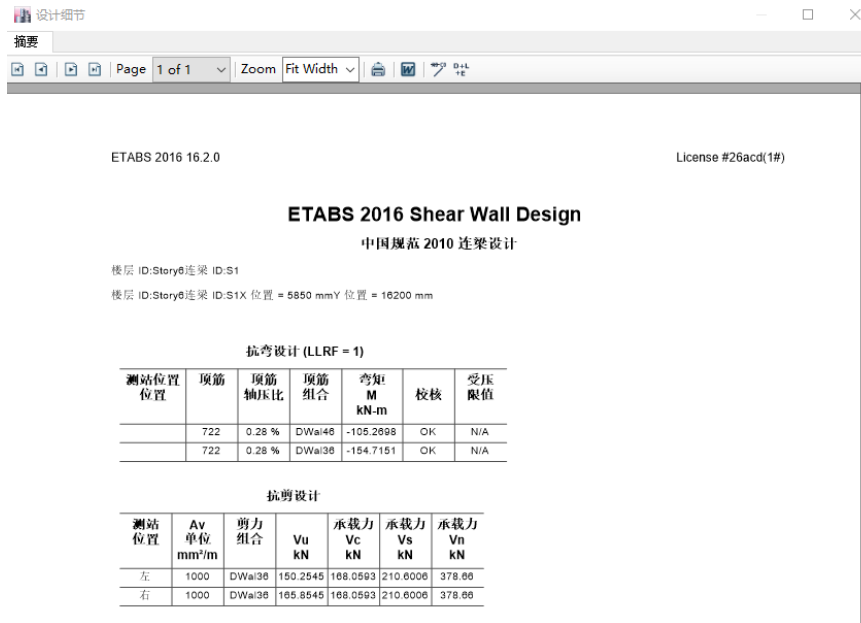 设计细节
摘要
Page 1 of 1 Zoom Fit Width D+L +E
ETABS 2016 16.2.0 License #26acd(1#)
ETABS 2016 Shear Wall Design
中国规范 2010 连梁设计
楼层 ID:Story6连梁 ID:S1
楼层 ID:Story6连梁 ID:S1X 位置 = 5850 mmY 位置 = 16200 mm
抗弯设计 (LLRF = 1)
测站位置 顶筋 顶筋 顶筋 弯矩 校核 受压
位置 轴压比 组合 M 限值
kN-m
722 0.28 % DWal46 -105.2698 OK N/A
722 0.28 % DWal36 -154.7151 OK N/A
抗剪设计
测站 Av 剪力 Vu 承载力 承载力 承载力
位置 单位 组合 kN Vc Vs Vn
mm²/m kN kN kN
左 1000 DWal36 150.2545 168.0593 210.6006 378.66
右 1000 DWal36 165.8545 168.0593 210.6006 378.66